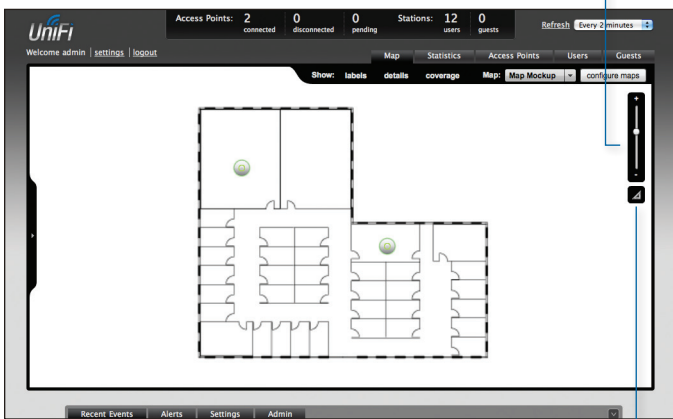 UniFi
Access Points: 2 connected 0 disconnected 0 pending Stations: 12 users 0 guests
Refresh Every 2 minutes
Welcome admin | settings | logout
Map Statistics Access Points Users Guests
Show: labels details coverage Map: Map Mockup configure maps
+
-
Recent Events Alerts Settings Admin